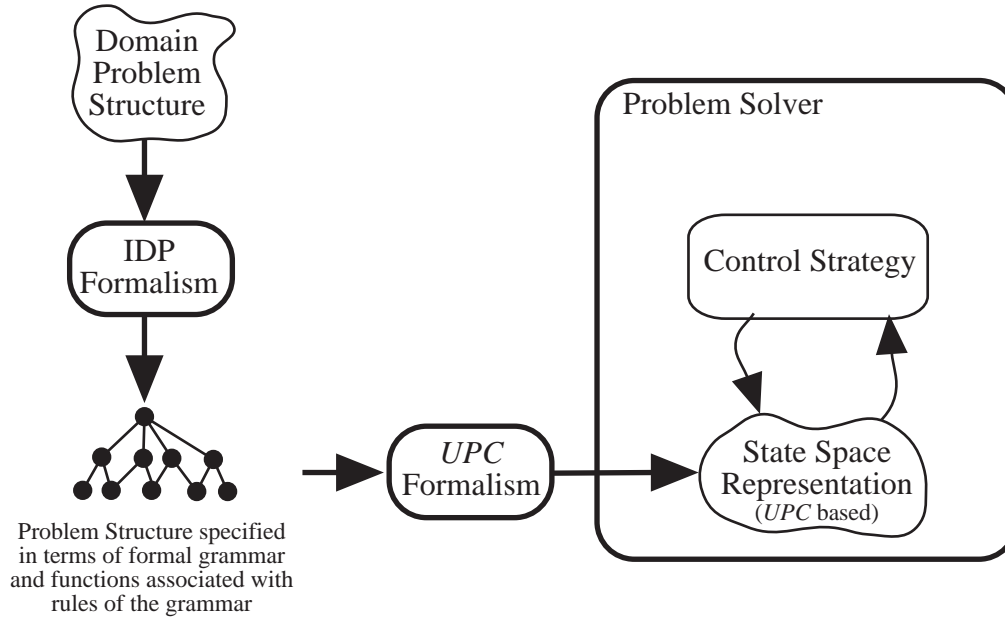 Domain
Problem
Structure
IDP
Formalism
Problem Structure specified
in terms of formal grammar
and functions associated with
rules of the grammar
UPC
Formalism
Problem Solver
Control Strategy
State Space
Representation
(UPC based)